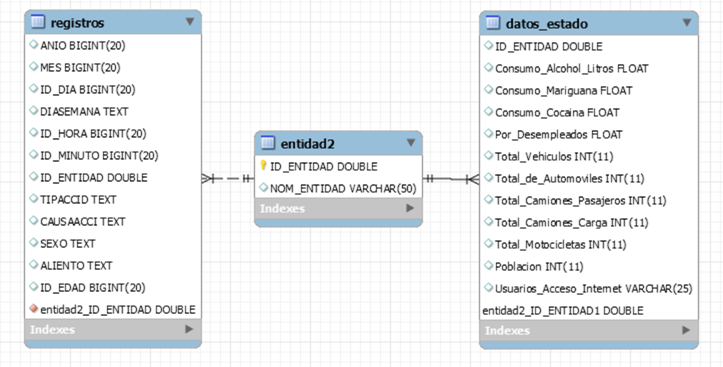 registros
ANIO BIGINT(20)
MES BIGINT(20)
ID_DIA BIGINT(20)
DIASEMANA TEXT
ID_HORA BIGINT(20)
ID_MINUTO BIGINT(20)
ID_ENTIDAD DOUBLE
TIPACCID TEXT
CAUSAACCI TEXT
SEXO TEXT
ALIENTO TEXT
ID_EDAD BIGINT(20)
entidad2_ID_ENTIDAD DOUBLE
Indexes
entidad2
ID_ENTIDAD DOUBLE
NOM_ENTIDAD VARCHAR(50)
Indexes
datos_estado
ID_ENTIDAD DOUBLE
Consumo_Alcohol_Litros FLOAT
Consumo_Mariguana FLOAT
Consumo_Cocaina FLOAT
Por_Desempleados FLOAT
Total_Vehiculos INT(11)
Total_de_Automoviles INT(11)
Total_Camiones_Pasajeros INT(11)
Total_Camiones_Carga INT(11)
Total_Motocicletas INT(11)
Poblacion INT(11)
Usuarios_Acceso_Internet VARCHAR(25)
entidad2_ID_ENTIDAD1 DOUBLE
Indexes